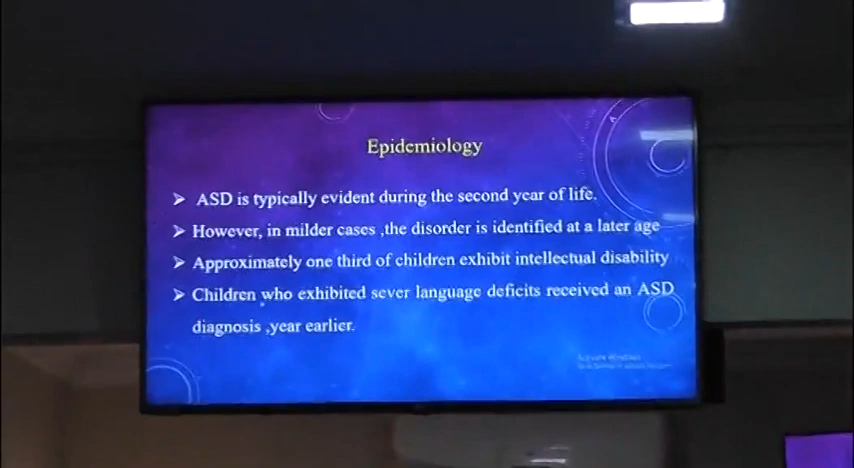 Epidemiology
➤ ASD is typically evident during the second year of life.
➤ However, in milder cases ,the disorder is identified at a later age
➤ Approximately one third of children exhibit intellectual disability
➤ Children who exhibited sever language deficits received an ASD
diagnosis ,year earlier.
Activate Windows